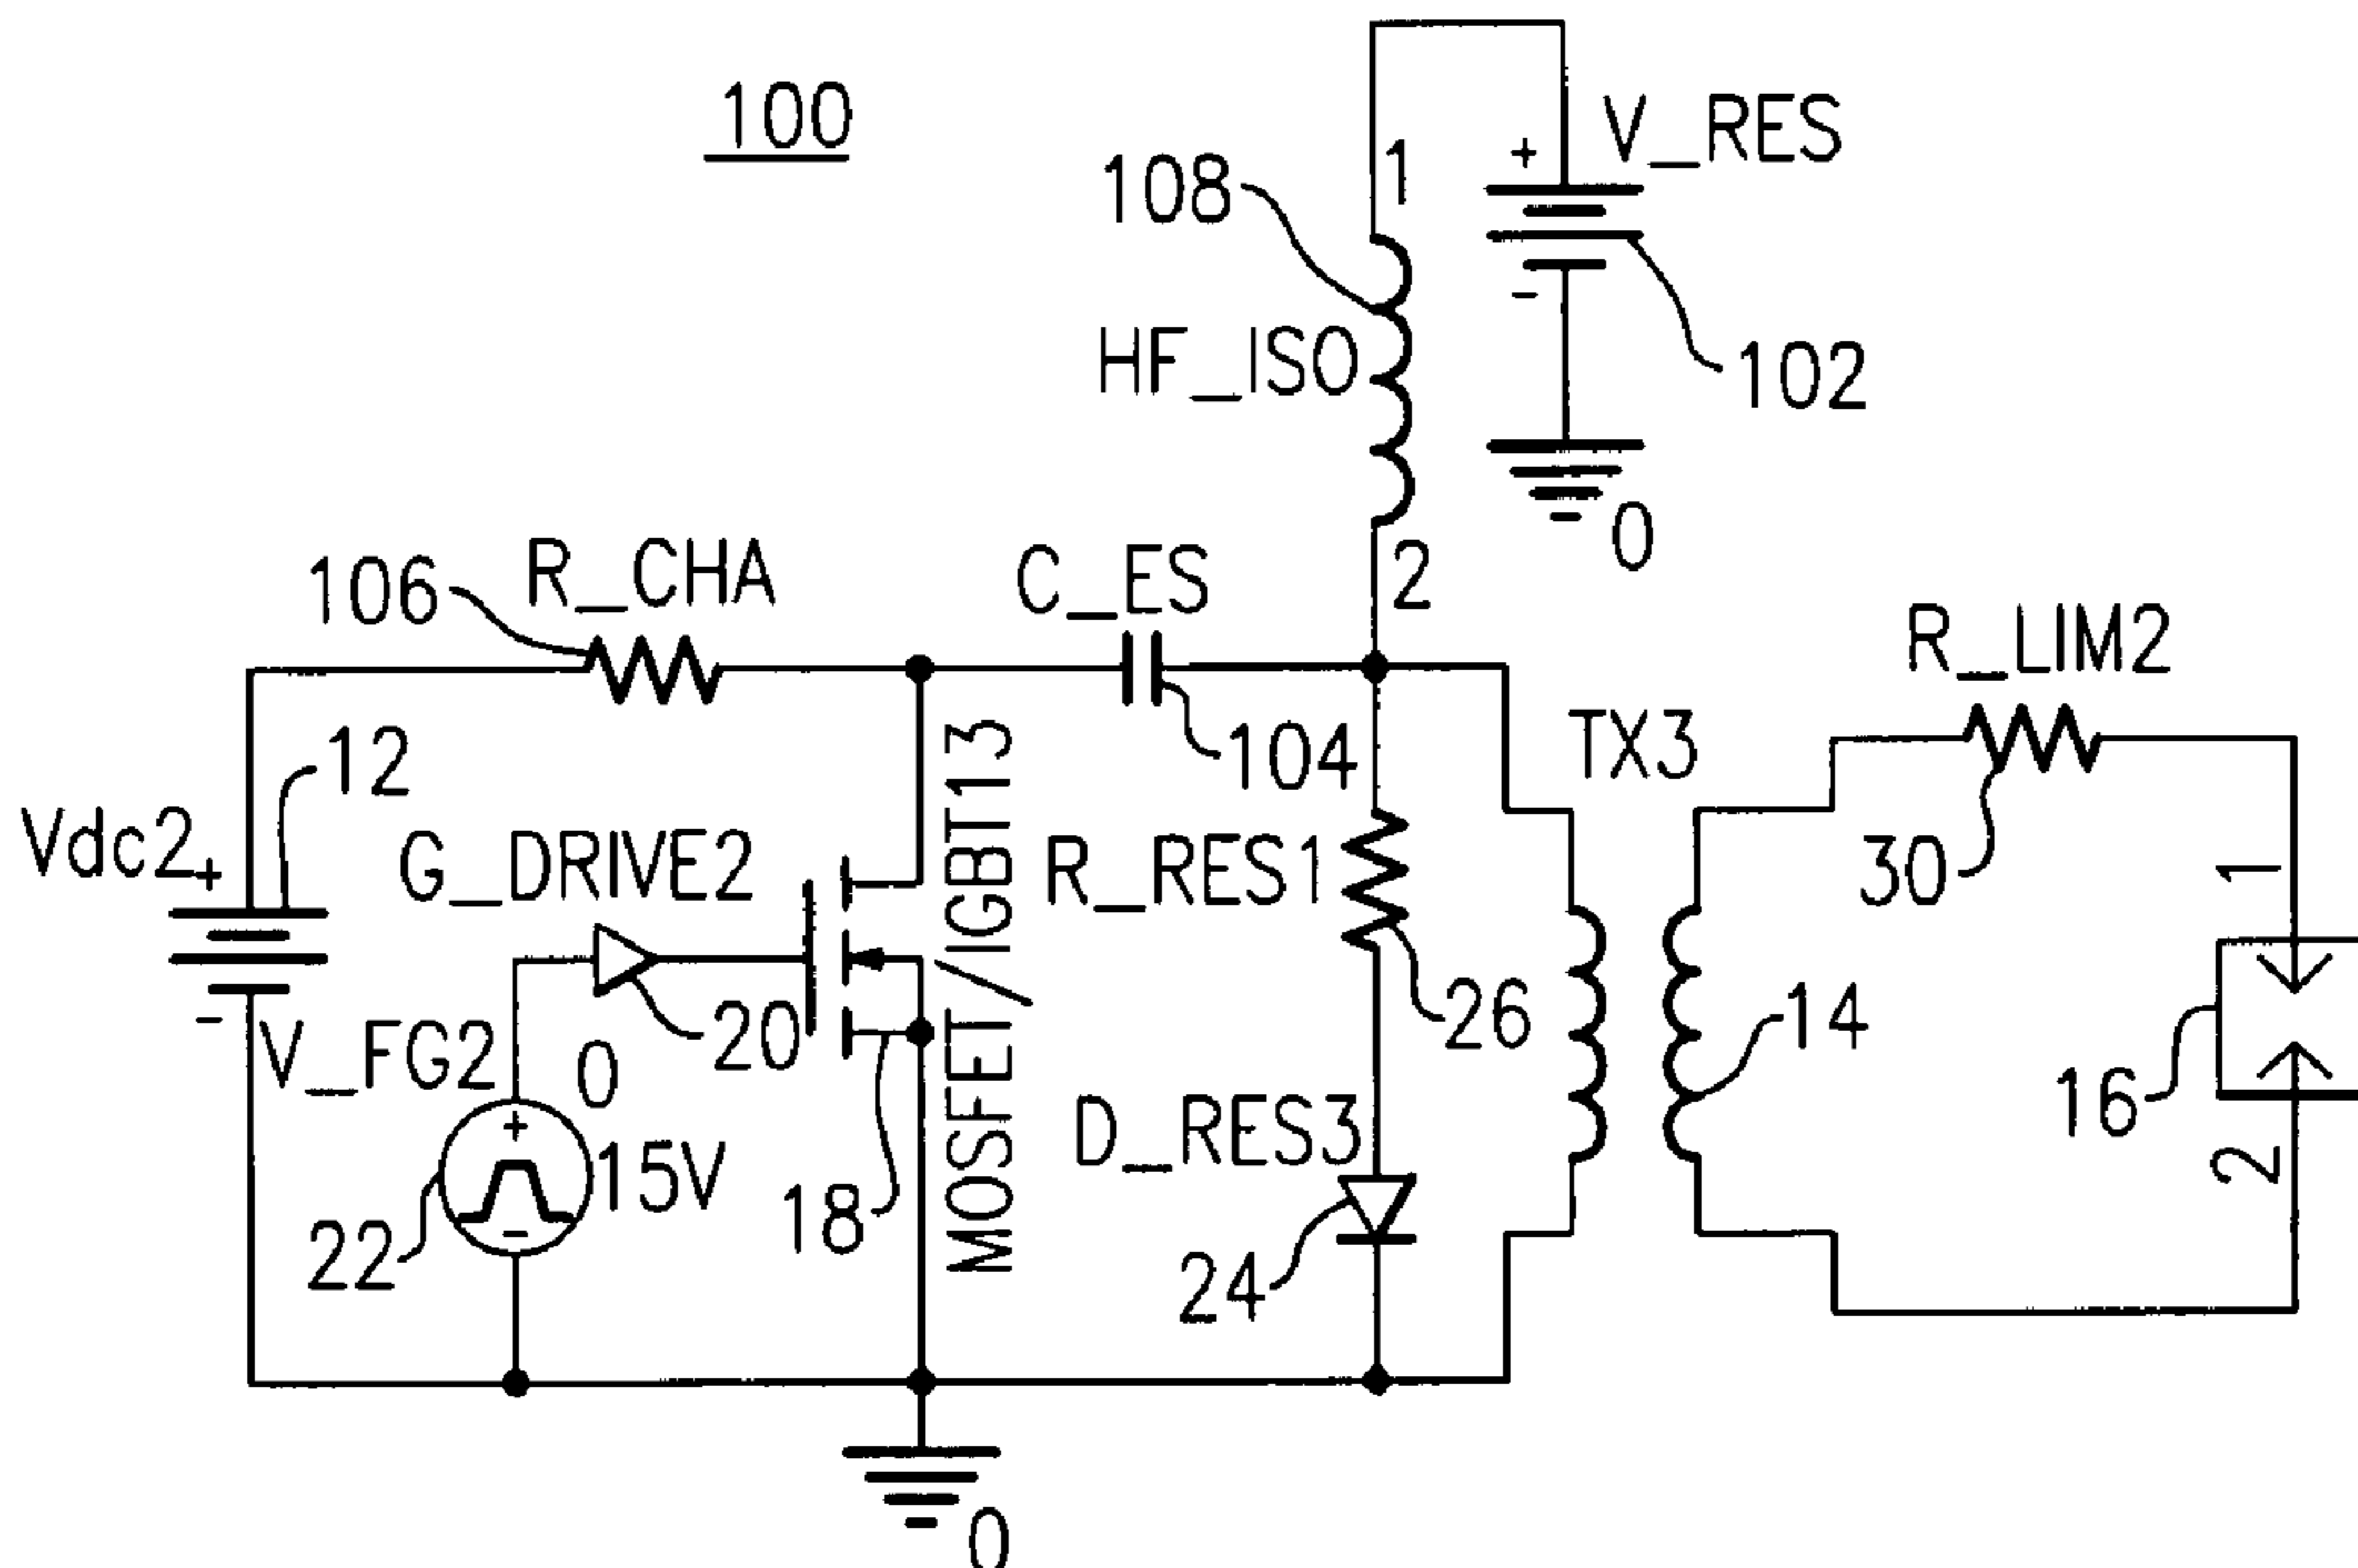 100
V_RES
+
1
108
-
HF_ISO
102
0
2
R_CHA
106
C_ES
R_LIM2
104
TX3
12
Vdc2
+
G_DRIVE2
MOSFET/IGBT13
R_RES1
30
1
-
V_FG2
0
20
26
14
16
+
15V
-
22
18
D_RES3
24
2
0